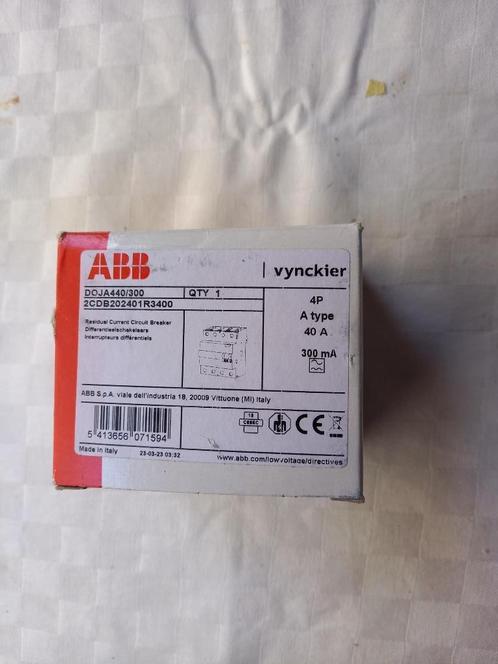 ABB
vynckier
DOJA440/300
QTY 1
2CDB202401R3400
Residual Current Circuit Breaker
Differentieelschakelaars
Interrupteurs différentiels
4P
A type
40 A
300 mA
ABB S.p.A. viale dell'industria 18, 20009 Vittuone (MI) Italy
5 413656 071594
18
CEBEC
CE
Made in Italy
23-03-23 03:32
www.abb.com/lowvoltage/directives